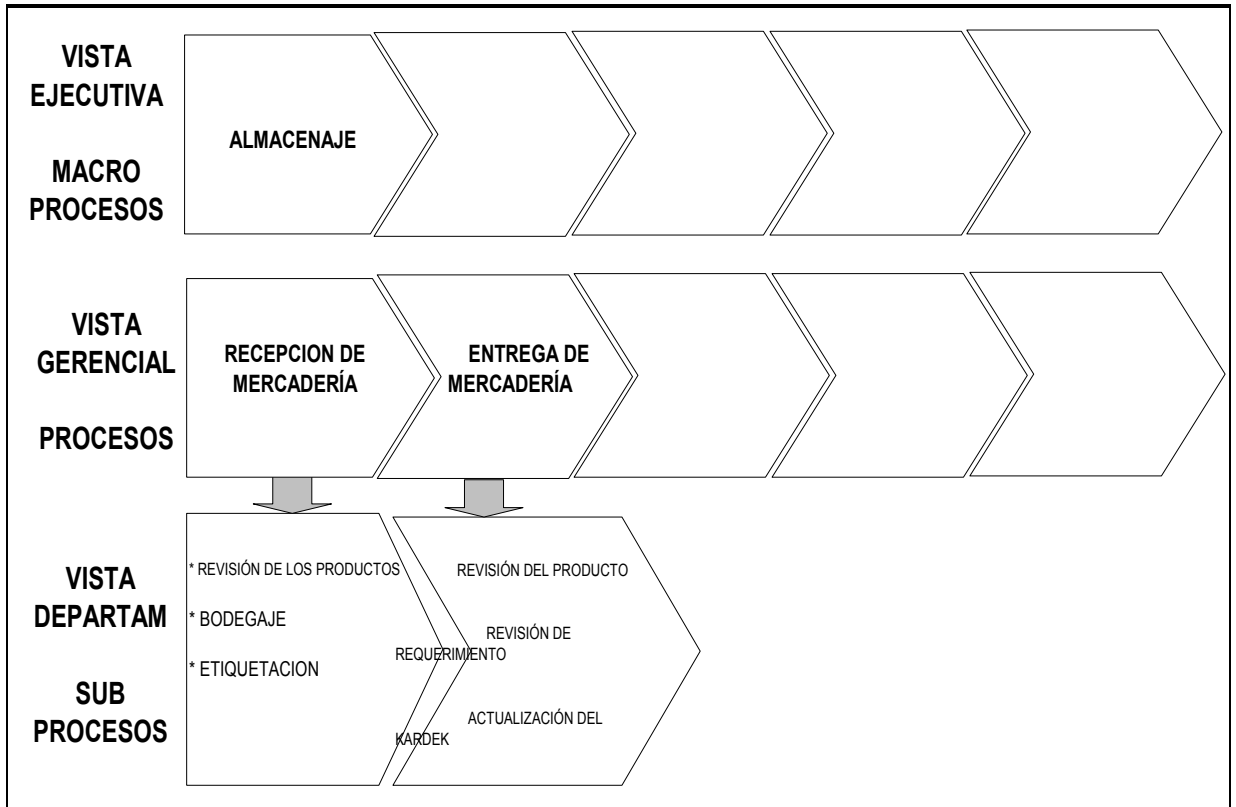 VISTA
EJECUTIVA
MACRO
PROCESOS
ALMACENAJE
VISTA
GERENCIAL
PROCESOS
RECEPCION DE
MERCADERÍA
ENTREGA DE
MERCADERÍA
VISTA
DEPARTAM
SUB
PROCESOS
* REVISIÓN DE LOS PRODUCTOS
* BODEGAJE
* ETIQUETACION
REVISIÓN DEL PRODUCTO
REVISIÓN DE
REQUERIMIENTO
ACTUALIZACIÓN DEL
KARDEK